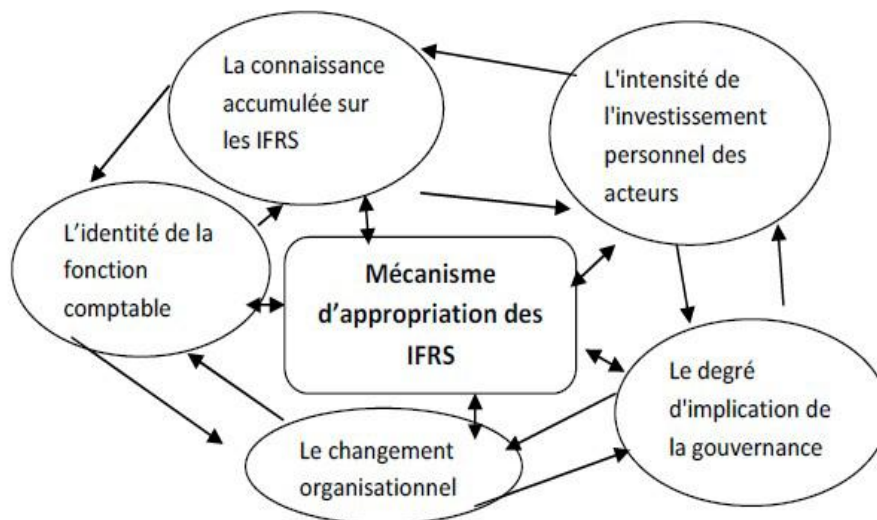 La connaissance
accumulée sur
les IFRS
L'intensité de
l'investissement
personnel des
acteurs
L’identité de la
fonction
comptable
Mécanisme
d’appropriation des
IFRS
Le degré
d'implication de
la gouvernance
Le changement
organisationnel